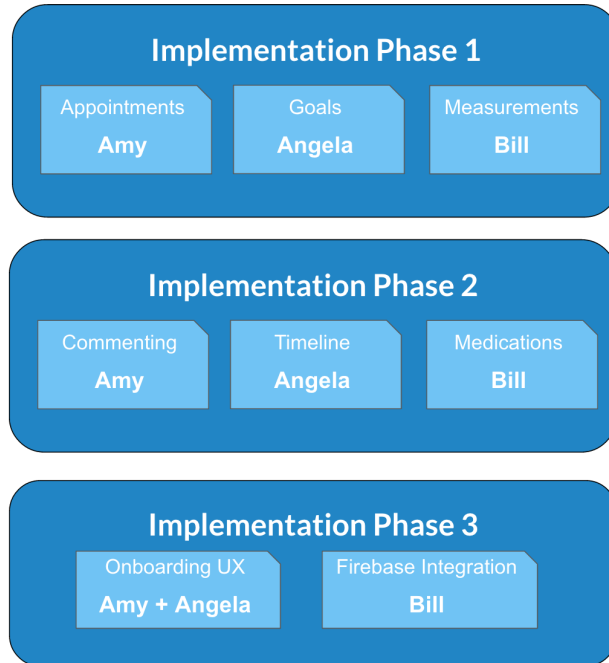 Implementation Phase 1
Appointments
Amy
Goals
Angela
Measurements
Bill
Implementation Phase 2
Commenting
Amy
Timeline
Angela
Medications
Bill
Implementation Phase 3
Onboarding UX
Amy + Angela
Firebase Integration
Bill